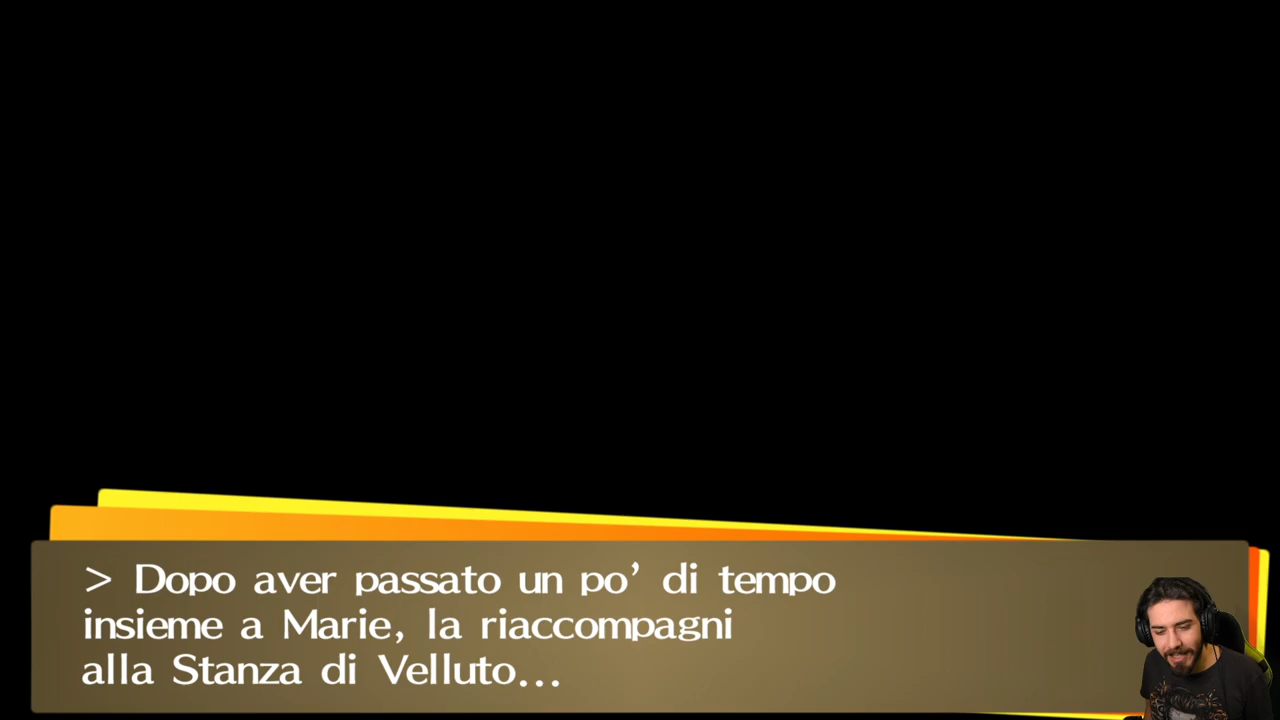 > Dopo aver passato un po’ di tempo
insieme a Marie, la riaccompagni
alla Stanza di Velluto...